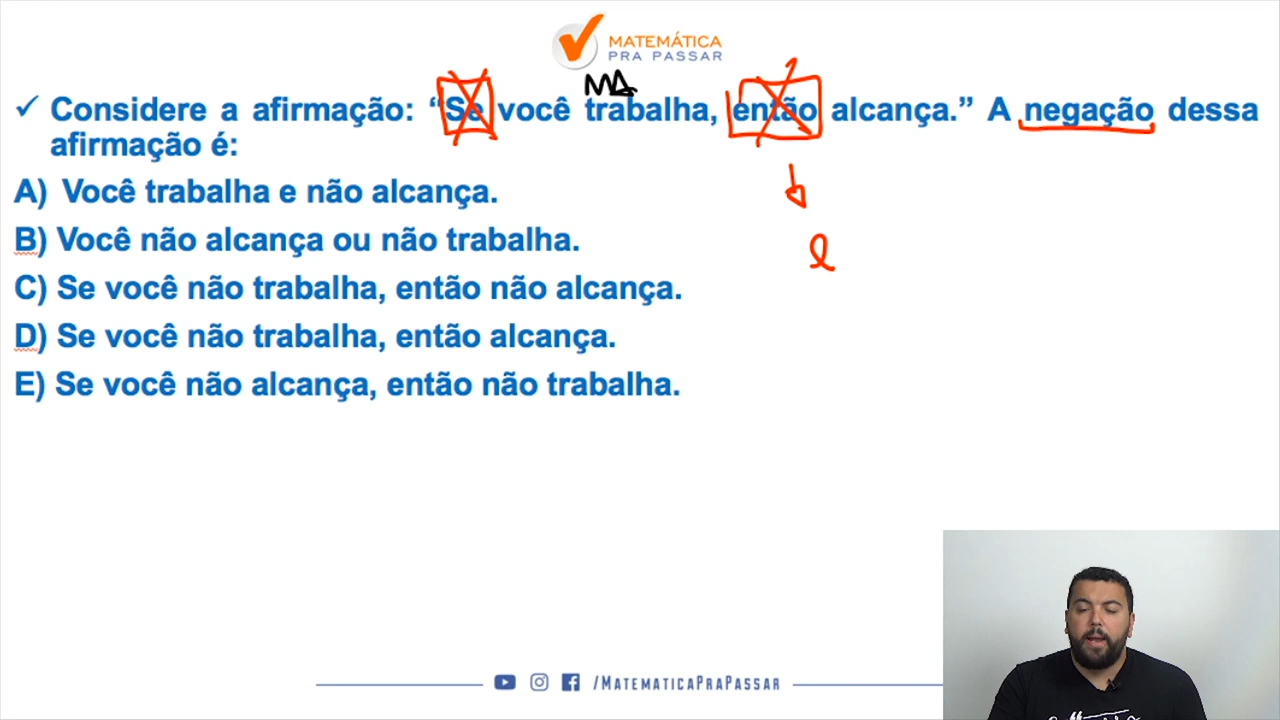 MATEMÁTICA
PRA PASSAR
MA
✓ Considere a afirmação: “Se você trabalha, então alcança.” A negação dessa
afirmação é:
A) Você trabalha e não alcança.
e
B) Você não alcança ou não trabalha.
C) Se você não trabalha, então não alcança.
D) Se você não trabalha, então alcança.
E) Se você não alcança, então não trabalha.
/MATEMATICAPRAPASSAR